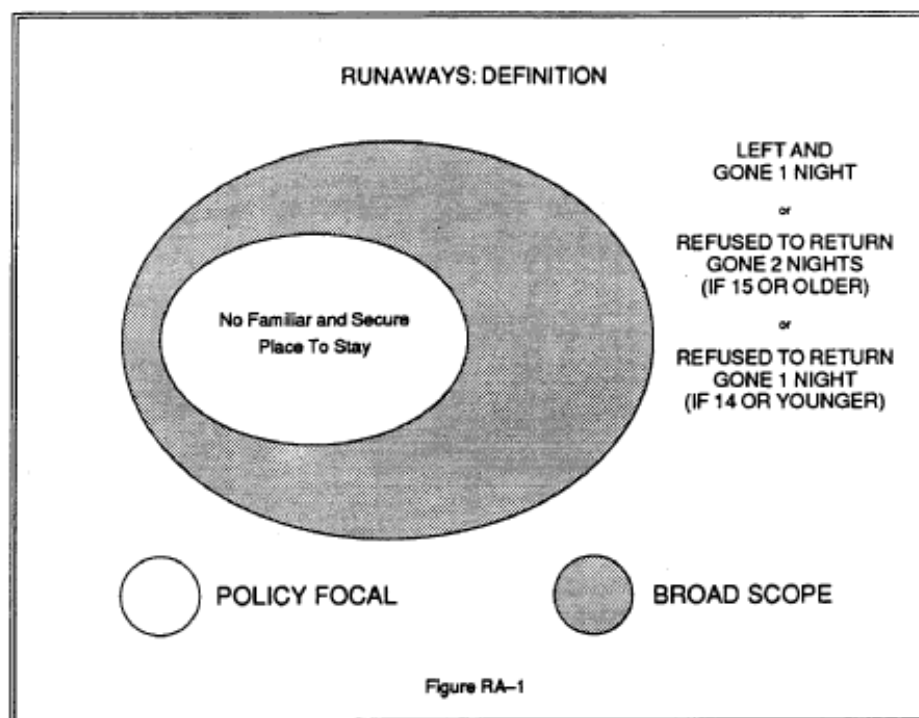 RUNAWAYS: DEFINITION
LEFT AND
GONE 1 NIGHT
or
REFUSED TO RETURN
GONE 2 NIGHTS
(IF 15 OR OLDER)
or
REFUSED TO RETURN
GONE 1 NIGHT
(IF 14 OR YOUNGER)
No Familiar and Secure
Place To Stay
POLICY FOCAL
BROAD SCOPE
Figure RA–1